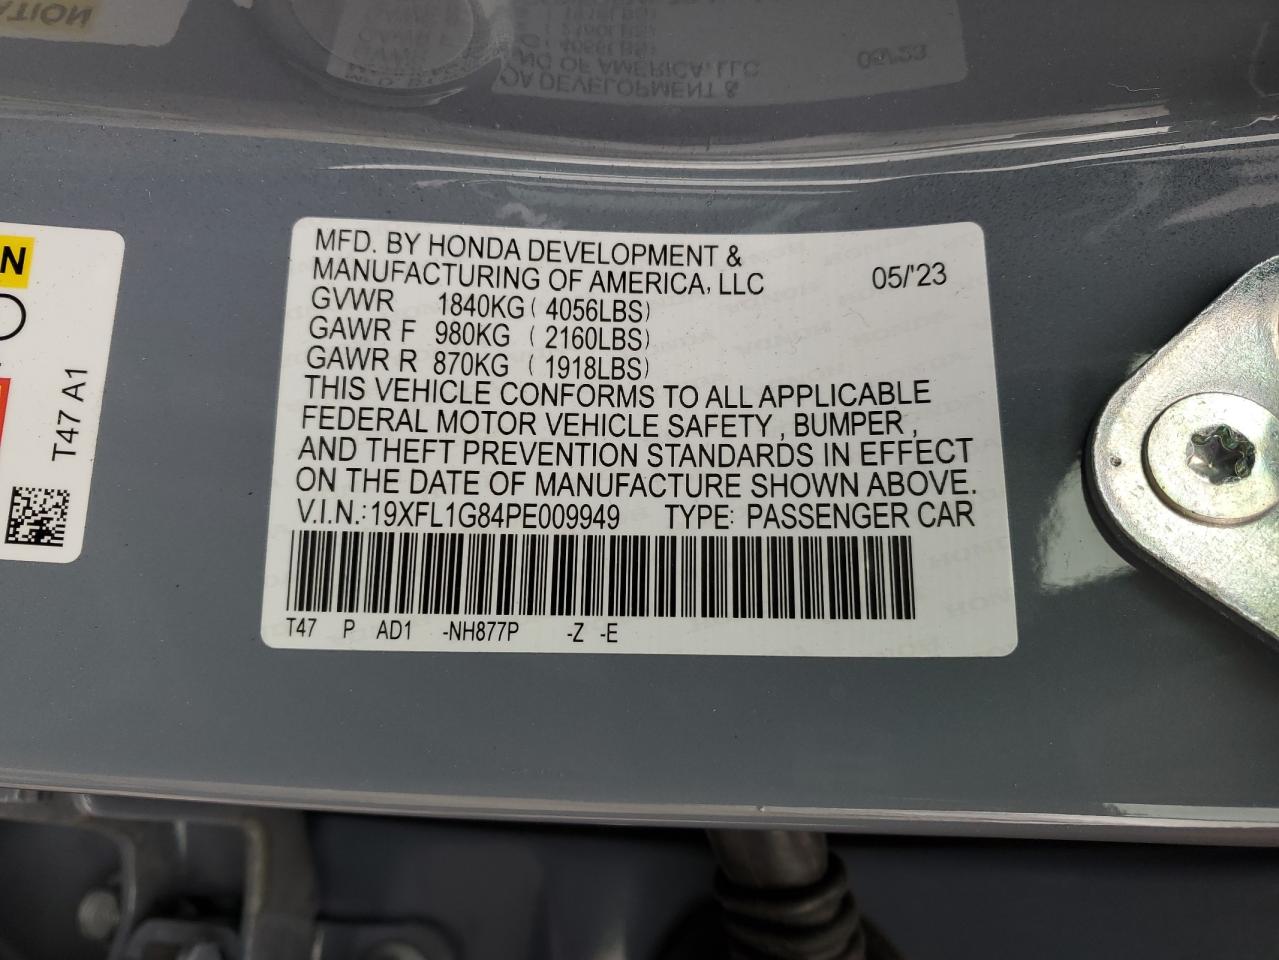 ATION
MFD. BY HONDA DEVELOPMENT &
MANUFACTURING OF AMERICA, LLC 05/'23
GVWR 1840KG ( 4056LBS)
GAWR F 980KG ( 2160LBS)
GAWR R 870KG ( 1918LBS)
THIS VEHICLE CONFORMS TO ALL APPLICABLE
FEDERAL MOTOR VEHICLE SAFETY , BUMPER ,
AND THEFT PREVENTION STANDARDS IN EFFECT
ON THE DATE OF MANUFACTURE SHOWN ABOVE.
V.I.N.:19XFL1G84PE009949 TYPE: PASSENGER CAR
T47 P AD1 -NH877P -Z -E
N
T47 A1